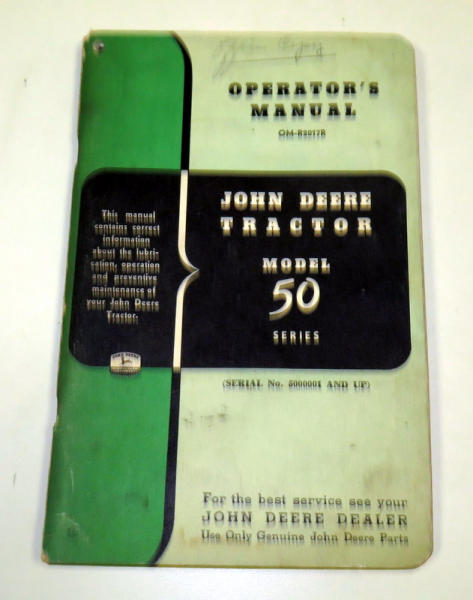 OPERATOR'S
MANUAL
OM-R2017R
This manual
contains correct
information
about the lubri-
cation, operation
and preventive
maintenance of
your John Deere
Tractor.
JOHN DEERE
TRACTOR
MODEL
50
SERIES
JOHN DEERE
(SERIAL No. 5000001 AND UP)
For the best service see your
JOHN DEERE DEALER
Use Only Genuine John Deere Parts